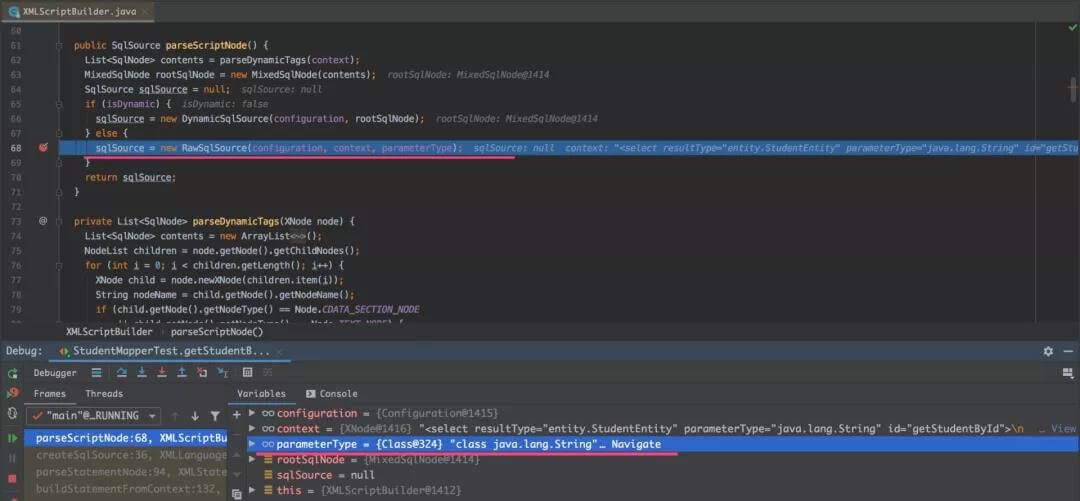 XMLScriptBuilder.java
60
61 public SqlSource parseScriptNode() {
62 List<SqlNode> contents = parseDynamicTags(context);
63 MixedSqlNode rootSqlNode = new MixedSqlNode(contents); rootSqlNode: MixedSqlNode@1414
64 SqlSource sqlSource = null; sqlSource: null
65 if (isDynamic) { isDynamic: false
66 sqlSource = new DynamicSqlSource(configuration, rootSqlNode); rootSqlNode: MixedSqlNode@1414
67 } else {
68 sqlSource = new RawSqlSource(configuration, context, parameterType); sqlSource: null context: "<select resultType="entity.StudentEntity" parameterType="java.lang.String" id="getStu
69 }
70 return sqlSource;
71 }
72
73 @ private List<SqlNode> parseDynamicTags(XNode node) {
74 List<SqlNode> contents = new ArrayList<~>();
75 NodeList children = node.getNode().getChildNodes();
76 for (int i = 0; i < children.getLength(); i++) {
77 XNode child = node.newXNode(children.item(i));
78 String nodeName = child.getNode().getNodeName();
79 if (child.getNode().getNodeType() == Node.CDATA_SECTION_NODE
XMLScriptBuilder › parseScriptNode()
Debug: StudentMapperTest.getStudentB...
Debugger
Frames Threads Variables Console
"main"@...RUNNING
configuration = {Configuration@1415}
context = {XNode@1416} "<select resultType="entity.StudentEntity" parameterType="java.lang.String" id="getStudentById">\n ... View
parseScriptNode:68, XMLScriptBui
parameterType = {Class@324} "class java.lang.String"... Navigate
createSqlSource:36, XMLLanguage
rootSqlNode = {MixedSqlNode@1414}
parseStatementNode:94, XMLState
sqlSource = null
buildStatementFromContext:132,
this = {XMLScriptBuilder@1412}